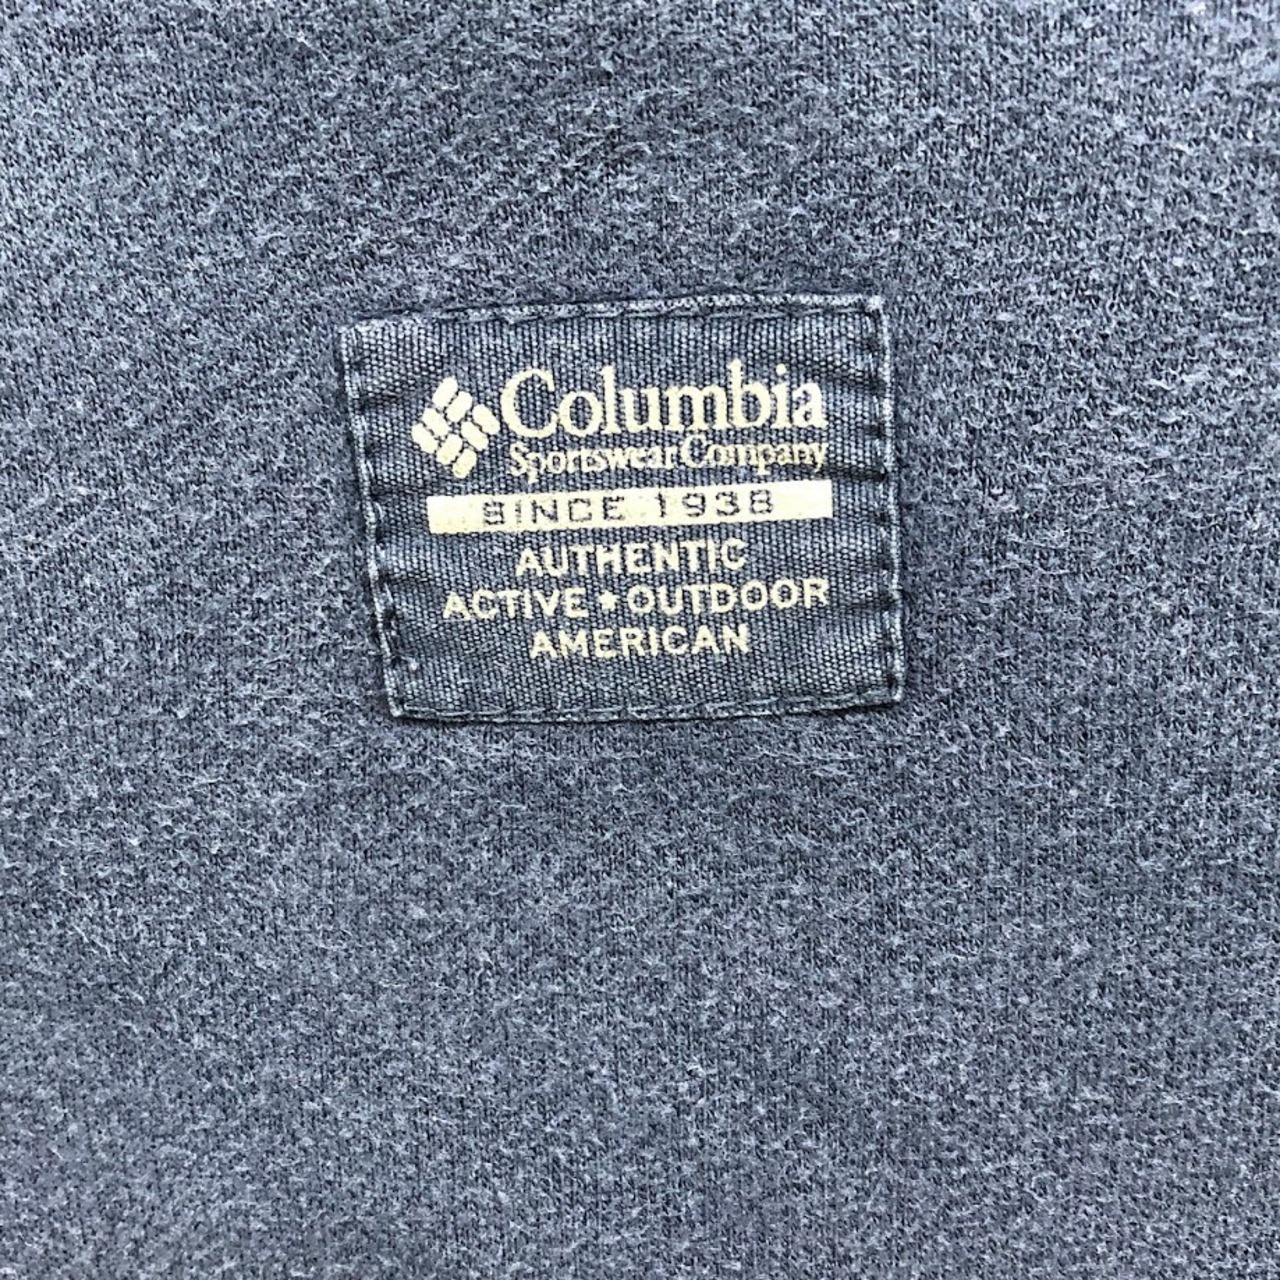 Columbia
Sportswear Company
SINCE 1938
AUTHENTIC
ACTIVE★OUTDOOR
AMERICAN